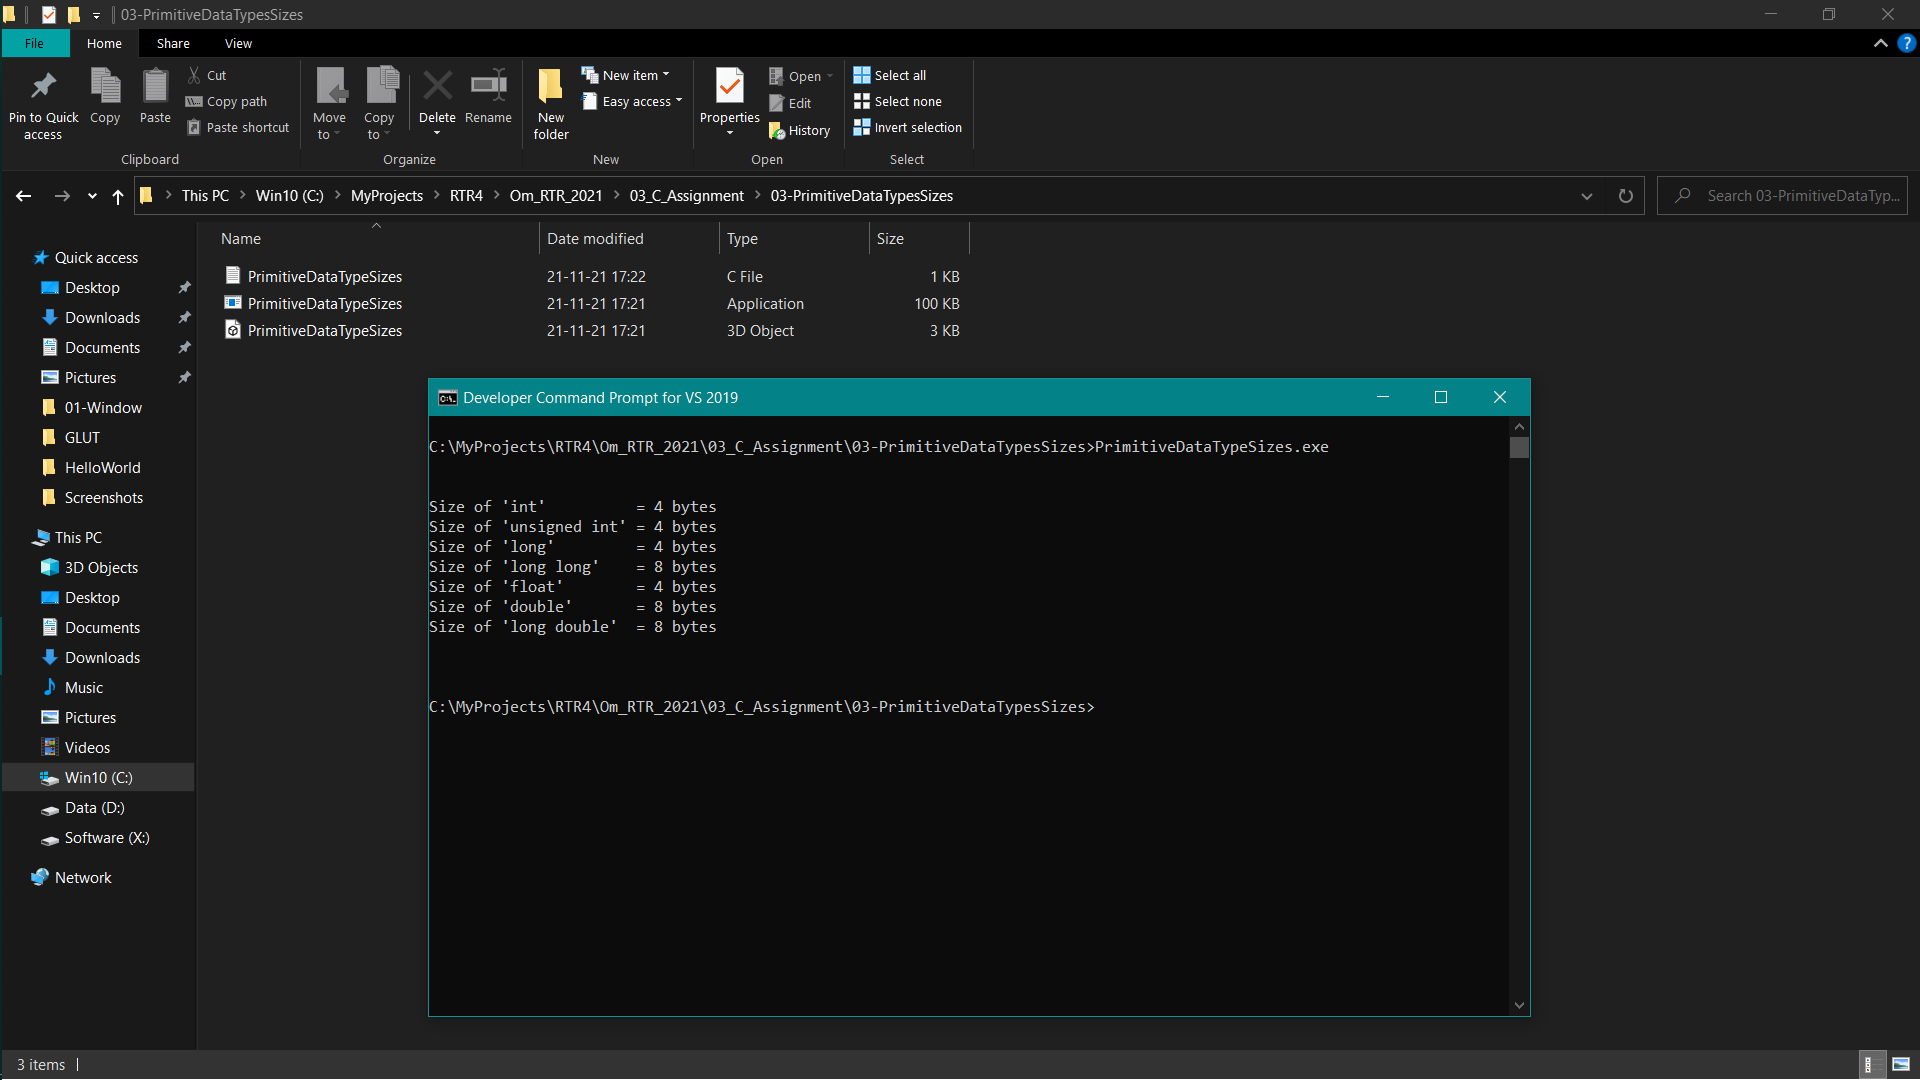 03-PrimitiveDataTypesSizes
File Home Share View
Pin to Quick access
Copy
Paste
Cut
Copy path
Paste shortcut
Clipboard
Move to
Copy to
Delete
Rename
Organize
New folder
New item
Easy access
New
Properties
Open
Edit
History
Open
Select all
Select none
Invert selection
Select
This PC Win10 (C:) MyProjects RTR4 Om_RTR_2021 03_C_Assignment 03-PrimitiveDataTypesSizes
Search 03-PrimitiveDataTyp...
Name Date modified Type Size
PrimitiveDataTypeSizes 21-11-21 17:22 C File 1 KB
PrimitiveDataTypeSizes 21-11-21 17:21 Application 100 KB
PrimitiveDataTypeSizes 21-11-21 17:21 3D Object 3 KB
Quick access
Desktop
Downloads
Documents
Pictures
01-Window
GLUT
HelloWorld
Screenshots
This PC
3D Objects
Desktop
Documents
Downloads
Music
Pictures
Videos
Win10 (C:)
Data (D:)
Software (X:)
Network
Developer Command Prompt for VS 2019
C:\MyProjects\RTR4\Om_RTR_2021\03_C_Assignment\03-PrimitiveDataTypesSizes>PrimitiveDataTypeSizes.exe
Size of 'int' = 4 bytes
Size of 'unsigned int' = 4 bytes
Size of 'long' = 4 bytes
Size of 'long long' = 8 bytes
Size of 'float' = 4 bytes
Size of 'double' = 8 bytes
Size of 'long double' = 8 bytes
C:\MyProjects\RTR4\Om_RTR_2021\03_C_Assignment\03-PrimitiveDataTypesSizes>
3 items